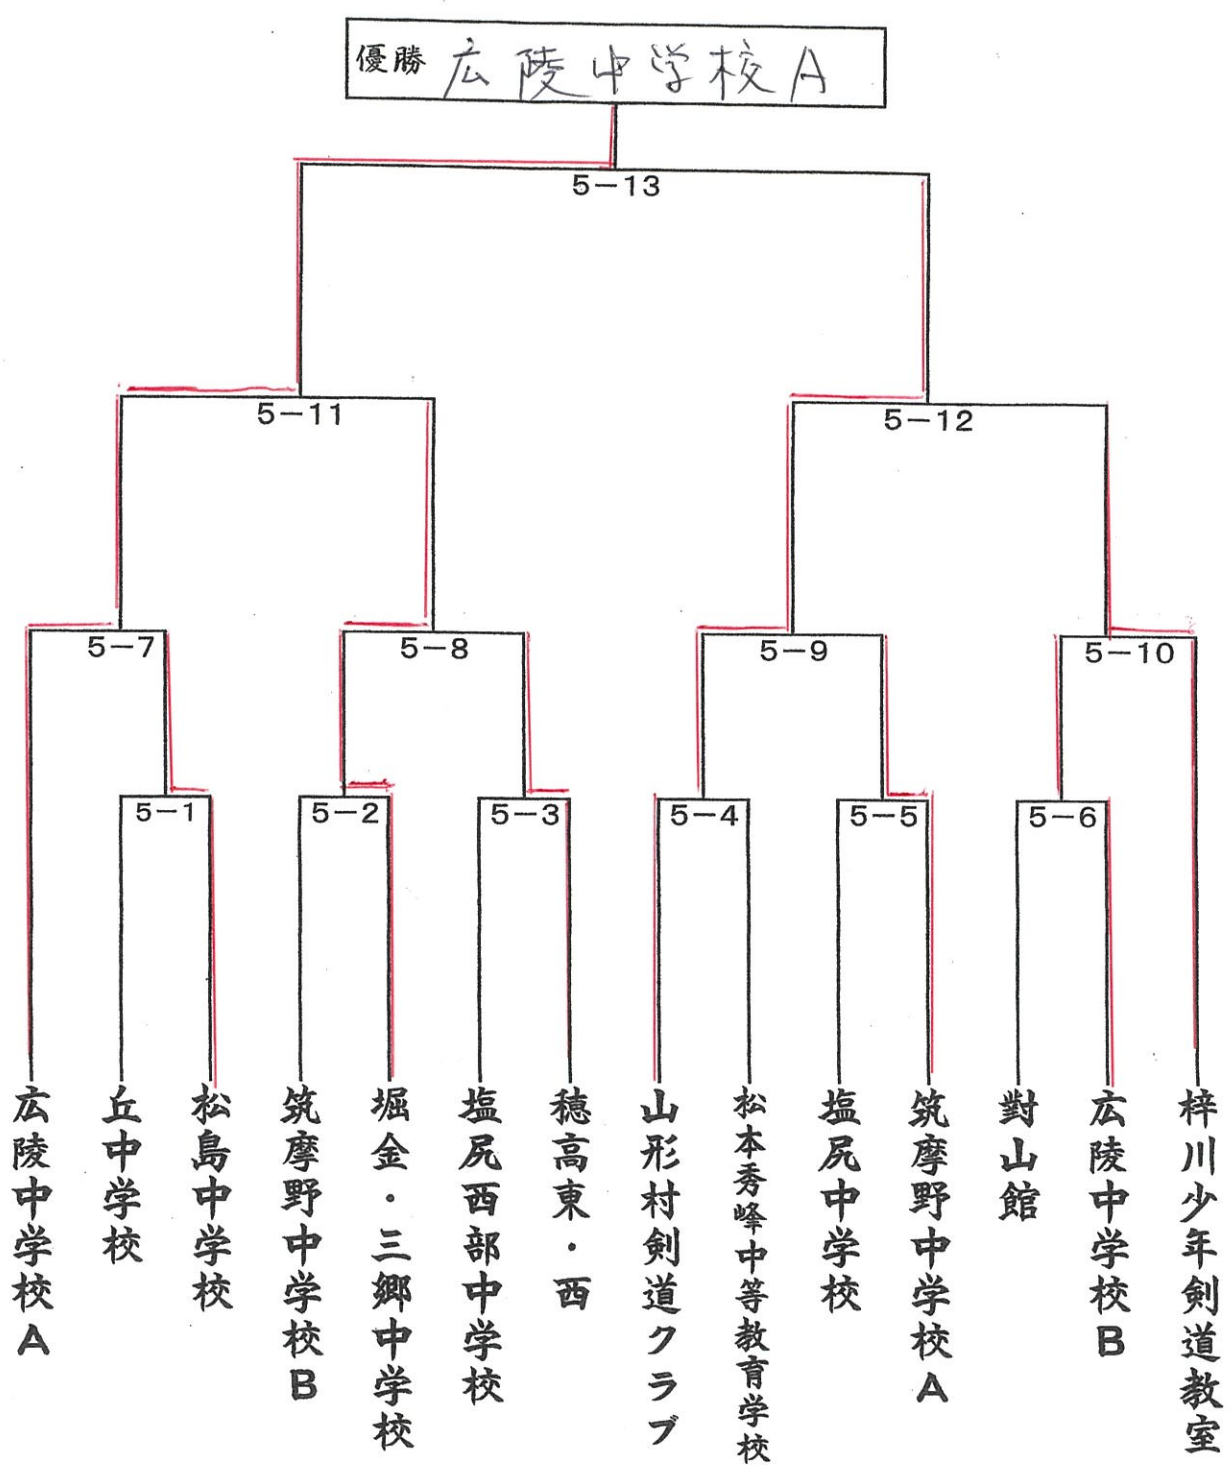 優勝 広陵中学校A
5-13
5-11
5-12
5-7
5-8
5-9
5-10
5-1
5-2
5-3
5-4
5-5
5-6
広陵中学校A
丘中学校
松島中学校
筑摩野中学校B
堀金・三郷中学校
塩尻西部中学校
穂高東・西
山形村剣道クラブ
松本秀峰中等教育学校
塩尻中学校
筑摩野中学校A
對山館
広陵中学校B
梓川少年剣道教室